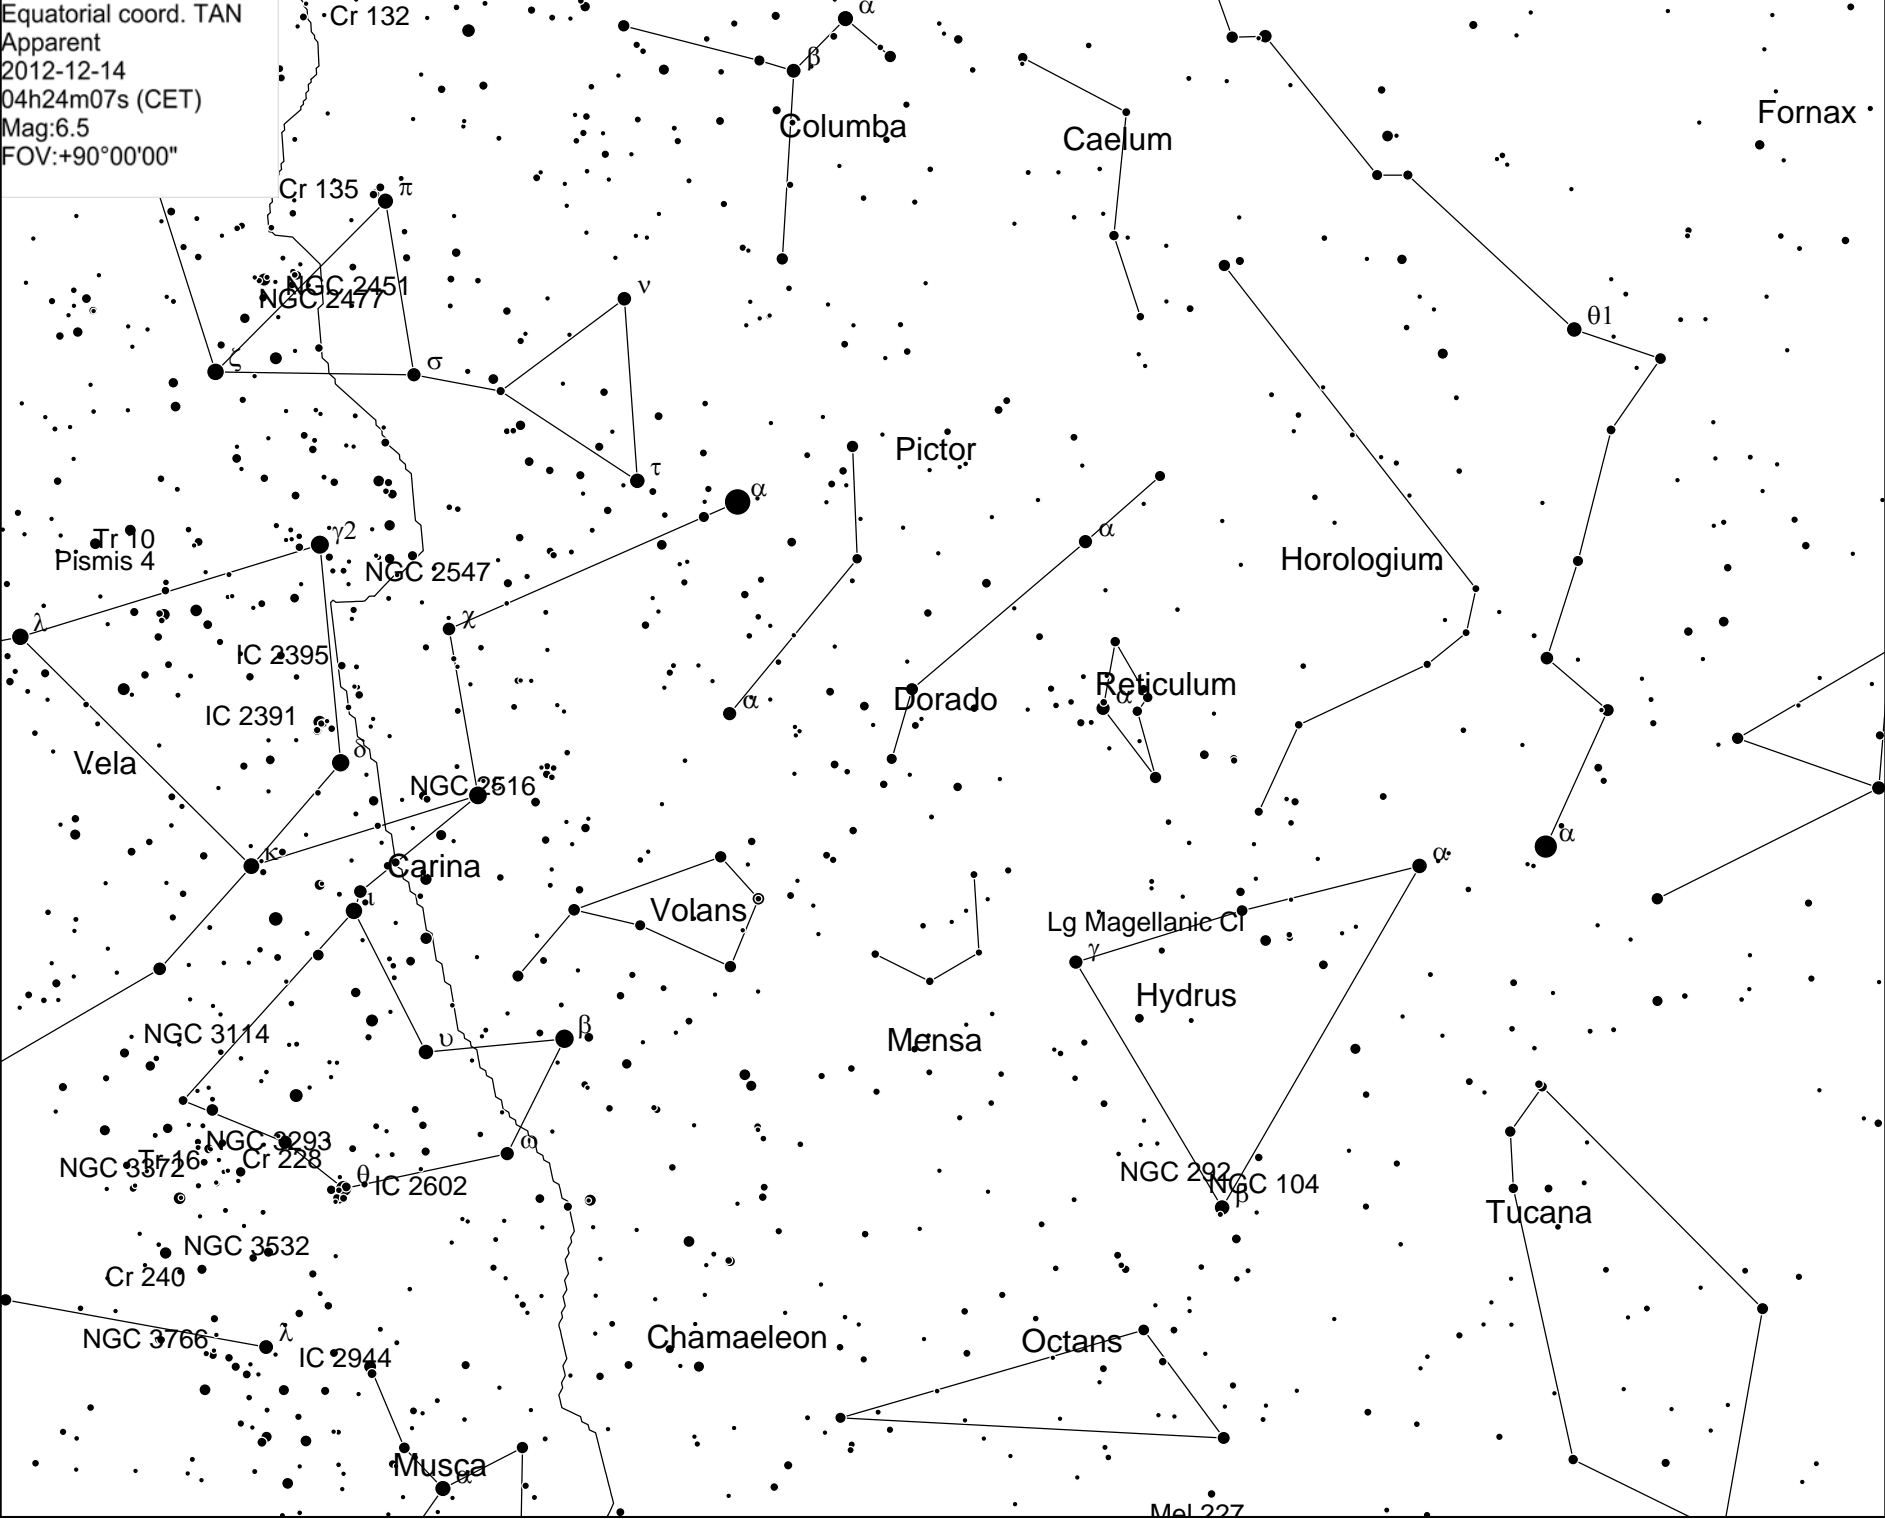 Equatorial coord. TAN
Apparent
2012-12-14
04h24m07s (CET)
Mag:6.5
FOV:+90°00'00"
Cr 132
α
β
Columba
Caelum
Fornax
Cr 135
π
NGC 2451
NGC 2477
ν
θ1
ζ
σ
Pictor
τ
α
Tr 10
Pismis 4
γ2
α
NGC 2547
Horologium
λ
χ
IC 2395
Reticulum
α
Dorado
α
IC 2391
δ
Vela
NGC 2516
ε
α
κ
Carina
α
ι
Volans
Lg Magellanic Cl
γ
Hydrus
NGC 3114
υ
β
Mensa
NGC 3293
ω
Tr 16
Cr 228
NGC 3372
θ
IC 2602
NGC 292
NGC 104
β
Tucana
NGC 3532
Cr 240
NGC 3766
λ
IC 2944
Chamaeleon
Octans
Musca
α
Mel 227